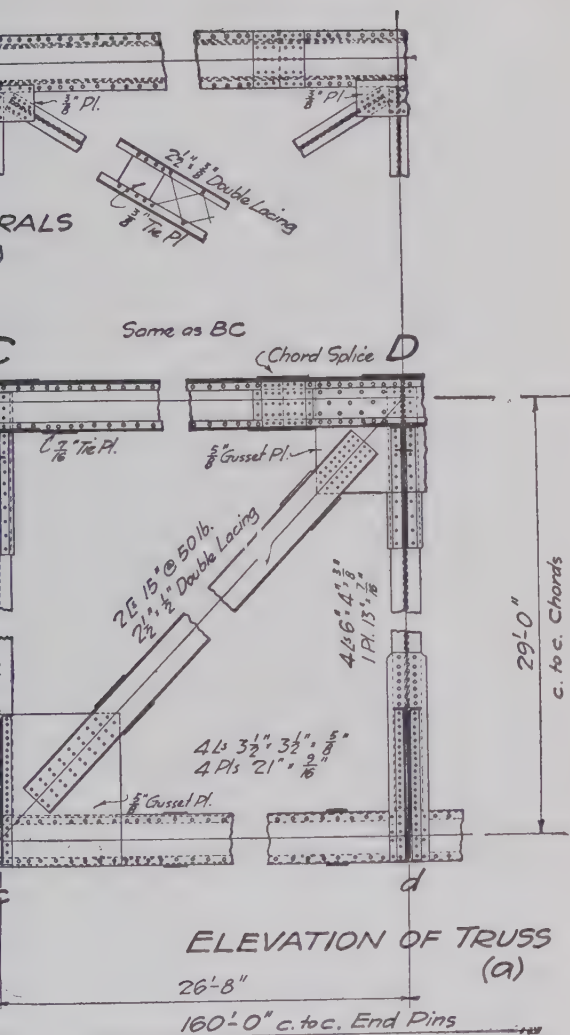 3/8" Pl.
3/8" Pl.
2 1/2" × 3/8" Double Lacing
3/8" Tie Pl.
RALS
Same as BC
C
Chord Splice
D
7/16" Tie Pl.
5/8" Gusset Pl.
2 [s 15" @ 50 lb.
2 1/2" × 1/2" Double Lacing
4 Ls 6" × 4" × 3/8"
1 Pl. 13" × 7/16"
29'-0"
c. to c. Chords
4 Ls 3 1/2" × 3 1/2" × 5/8"
4 Pls 21" × 9/16"
5/8" Gusset Pl.
c
d
ELEVATION OF TRUSS
(a)
26'-8"
160'-0" c. to c. End Pins